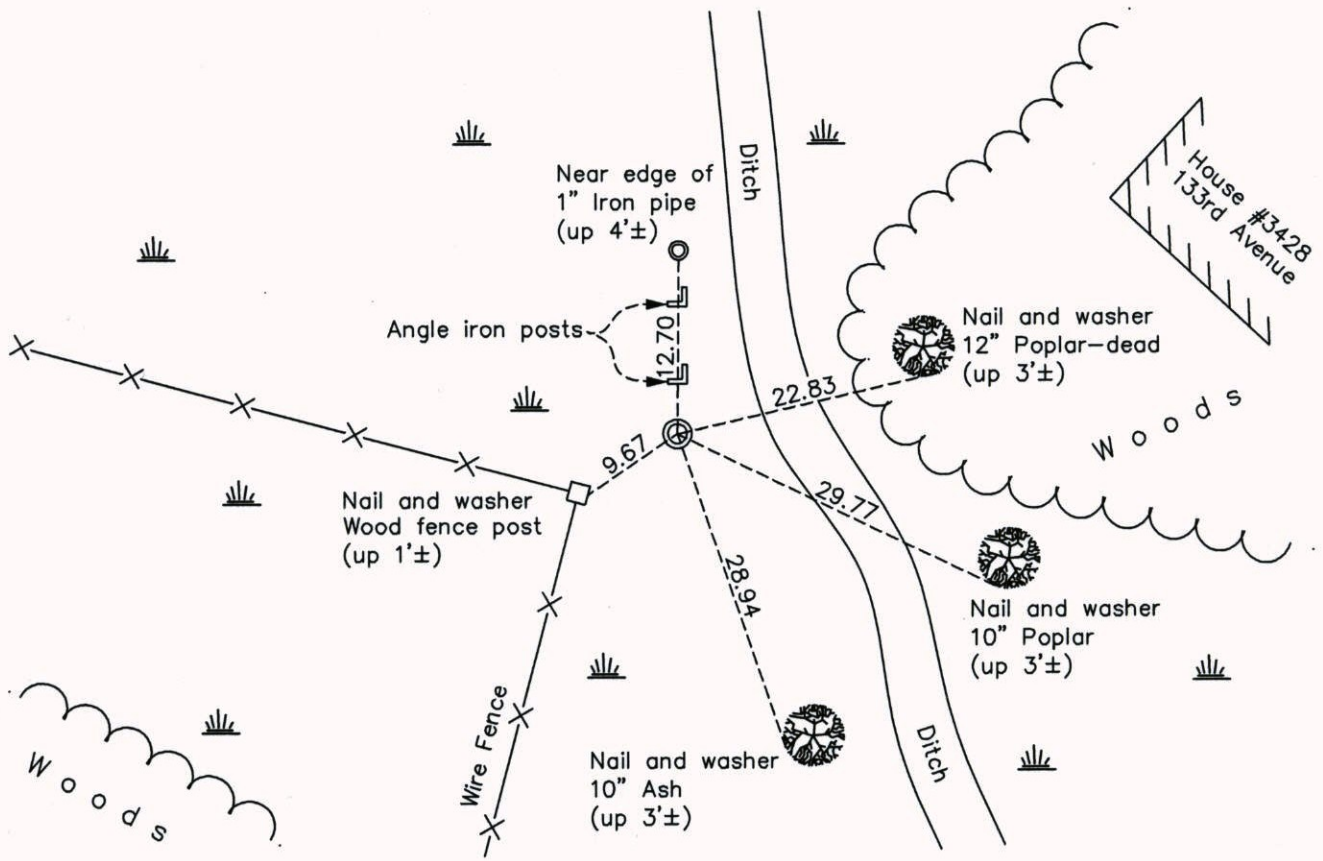 Ditch
House #3428
133rd Avenue
Near edge of
1" Iron pipe
(up 4'±)
Angle iron posts
12.70
Nail and washer
12" Poplar-dead
(up 3'±)
22.83
Woods
9.67
Nail and washer
Wood fence post
(up 1'±)
29.77
28.94
Nail and washer
10" Poplar
(up 3'±)
Wire Fence
Nail and washer
10" Ash
(up 3'±)
Ditch
Woods